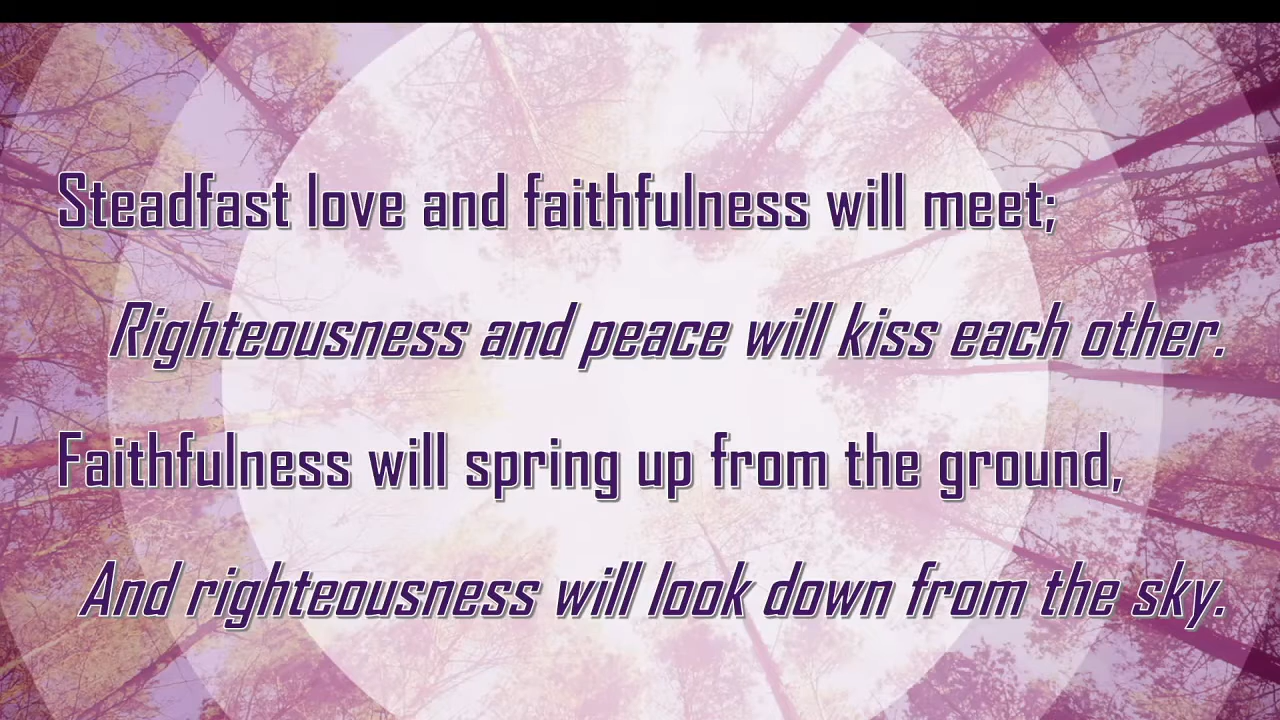 Steadfast love and faithfulness will meet;
Righteousness and peace will kiss each other.
Faithfulness will spring up from the ground,
And righteousness will look down from the sky.